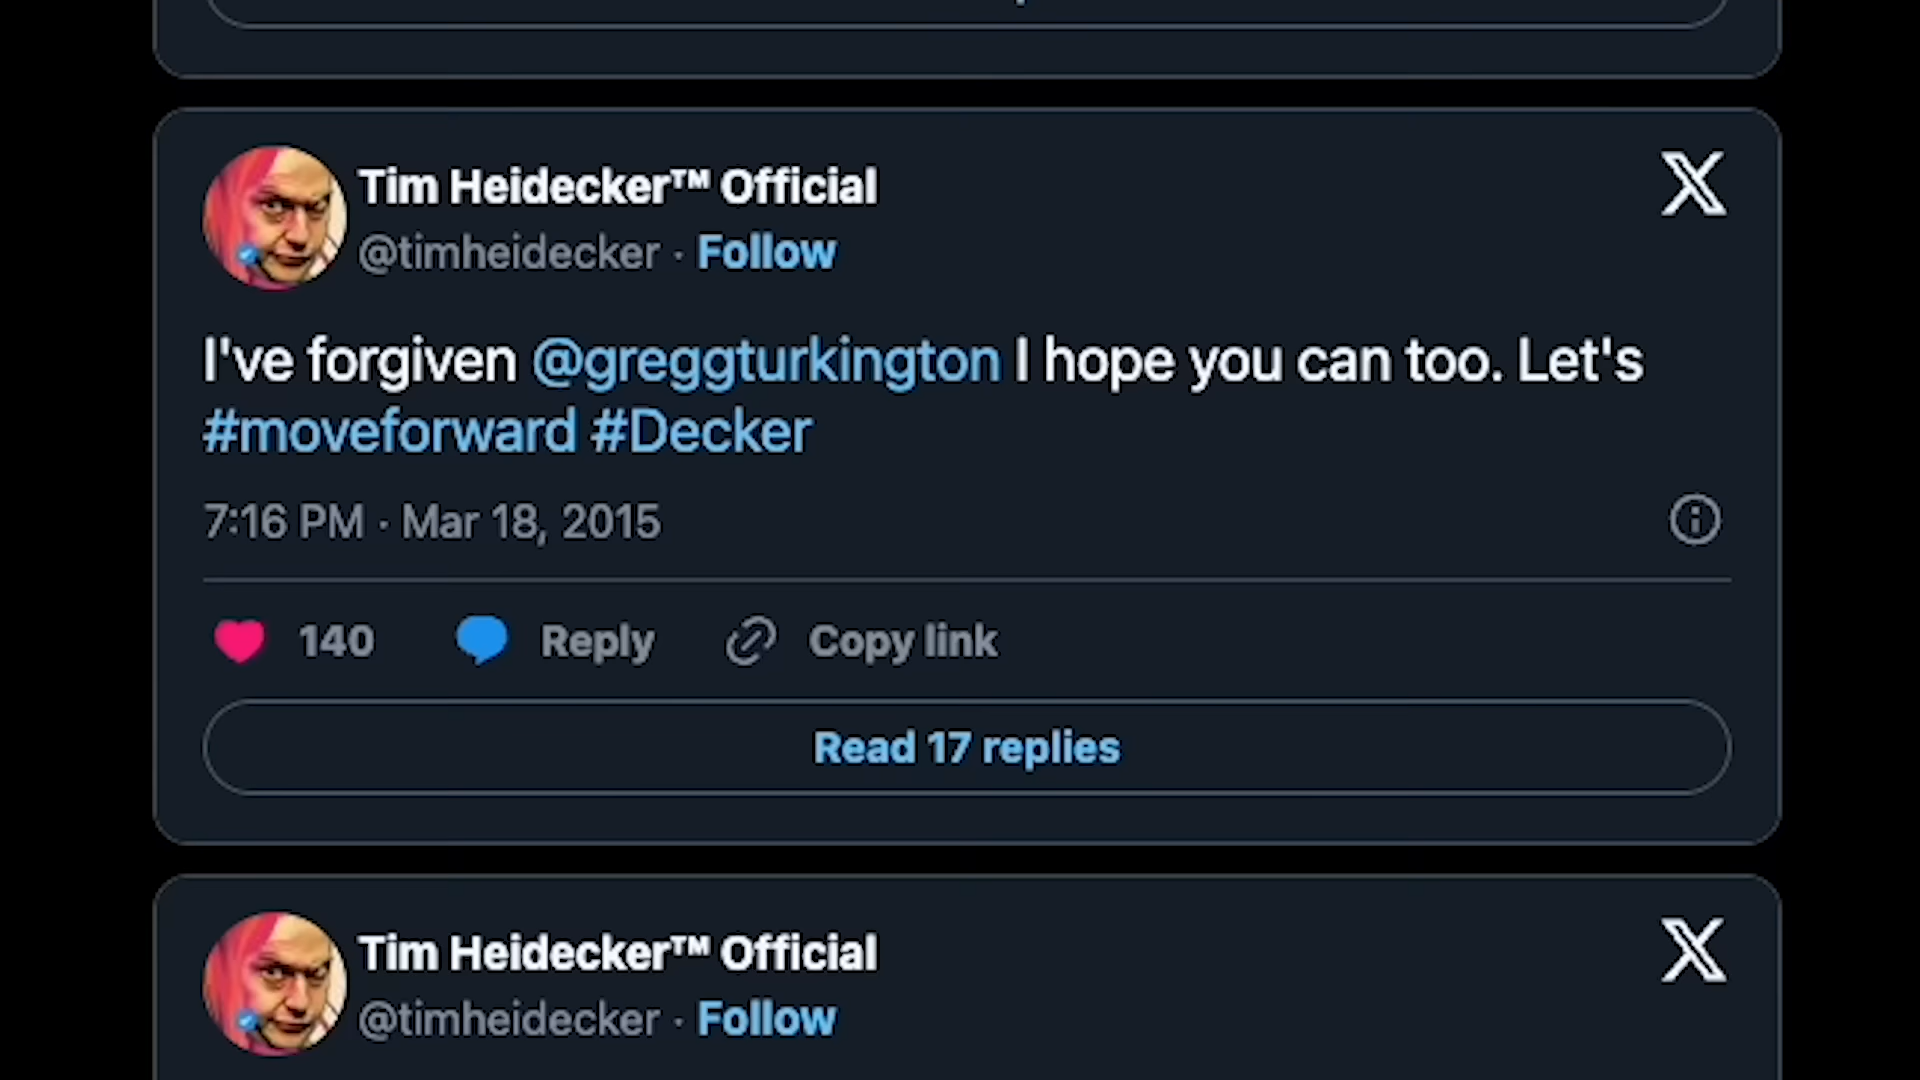 Tim Heidecker™ Official
@timheidecker · Follow
I've forgiven @greggturkington I hope you can too. Let's
#moveforward #Decker
7:16 PM · Mar 18, 2015
140 Reply Copy link
Read 17 replies
Tim Heidecker™ Official
@timheidecker · Follow